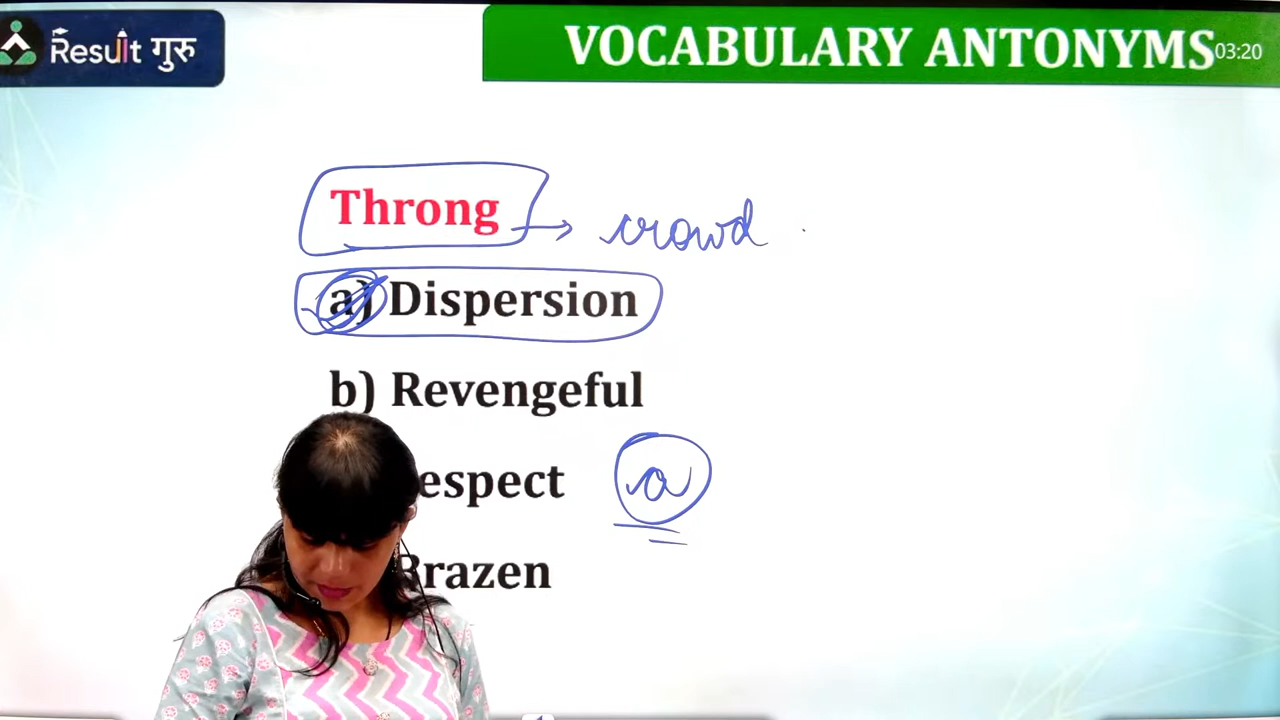 Result गुरु
VOCABULARY ANTONYMS
03:20
Throng → crowd
a) Dispersion
b) Revengeful
espect a
Brazen